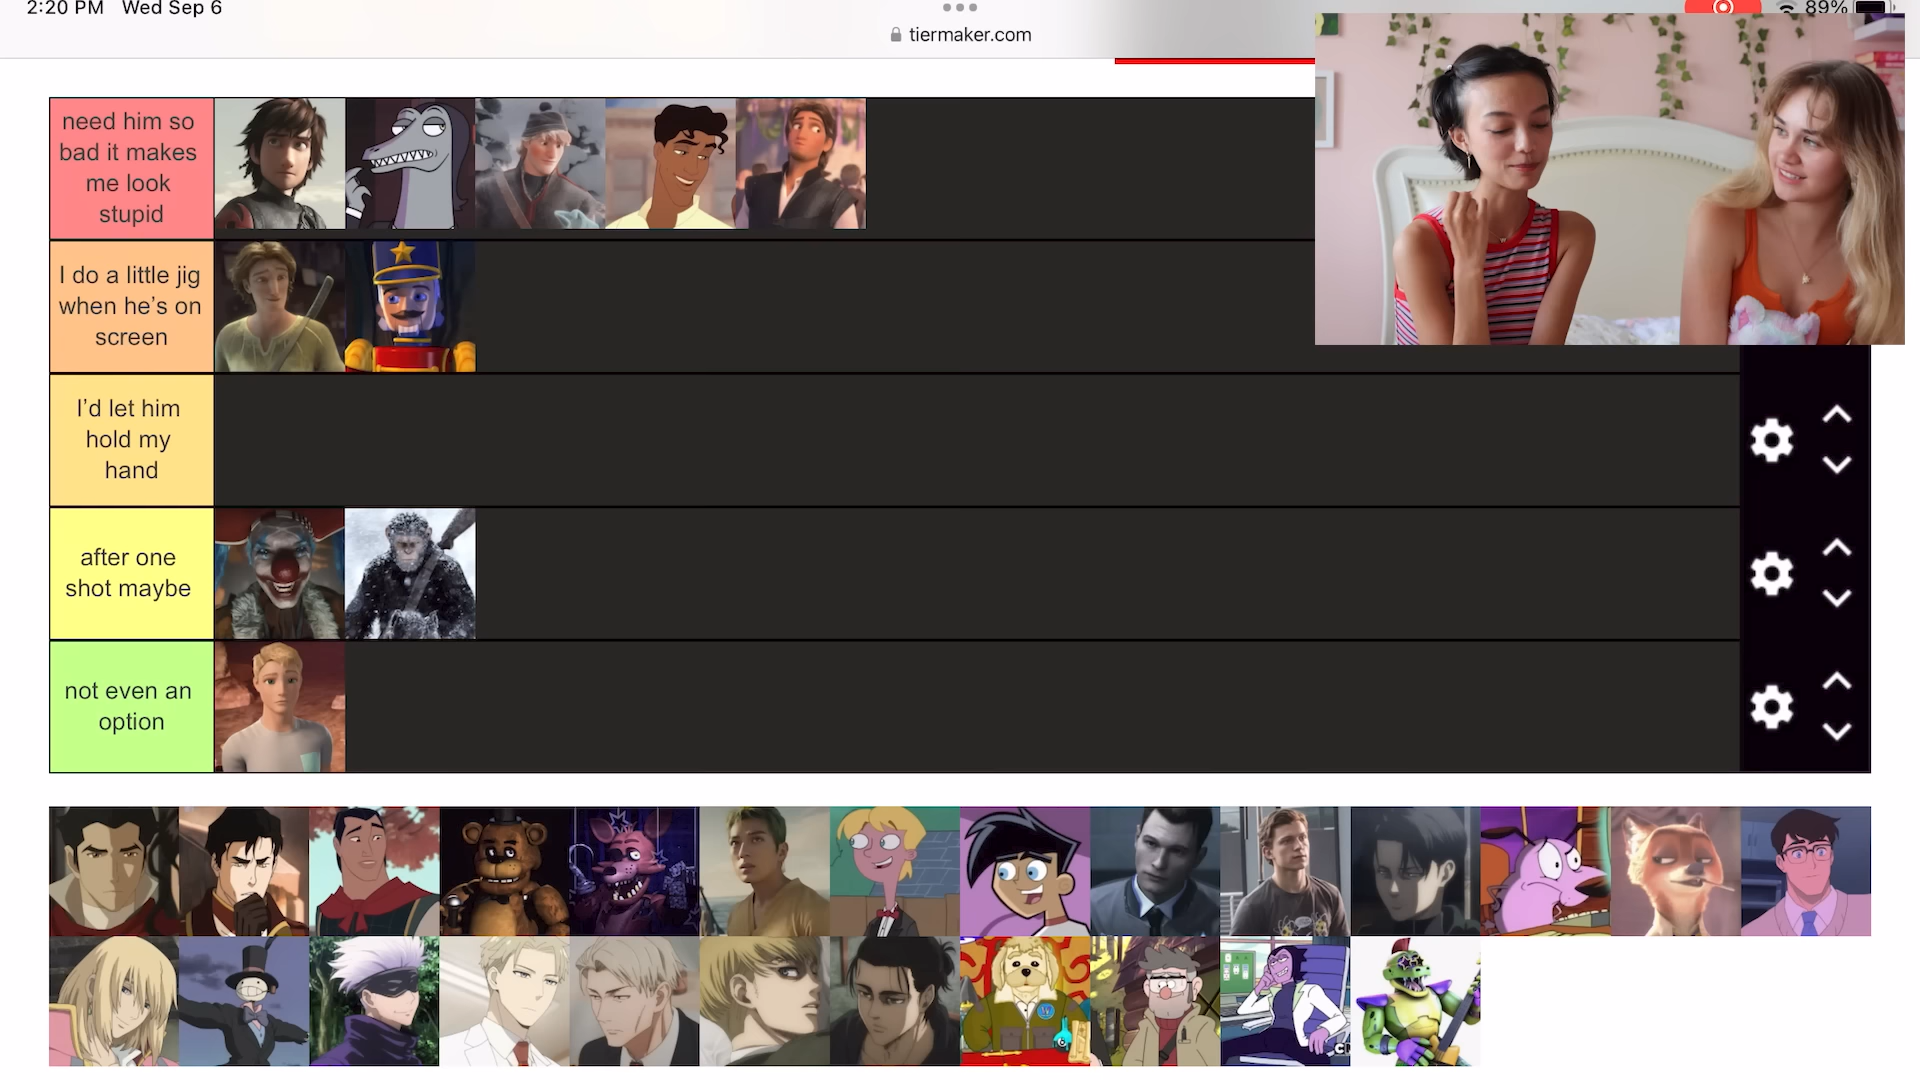 2:20 PM Wed Sep 6
89%
tiermaker.com
need him so
bad it makes
me look
stupid
I do a little jig
when he’s on
screen
I’d let him
hold my
hand
after one
shot maybe
not even an
option